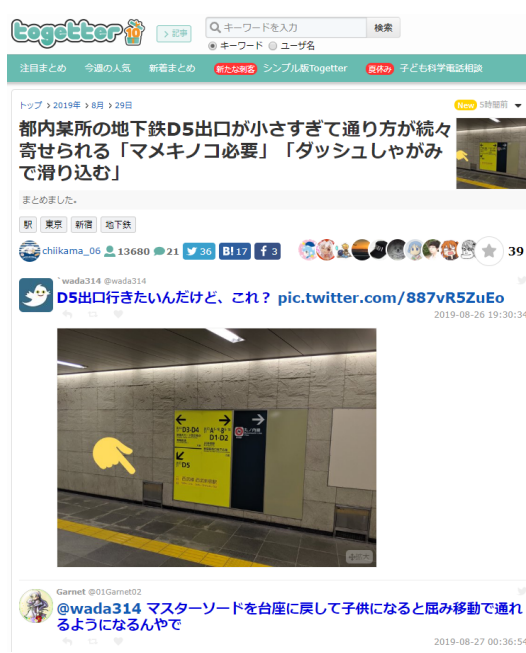 togetter 10
> 記事
キーワードを入力
検索
キーワード ユーザ名
注目まとめ 今週の人気 新着まとめ 新たな刺客 シンプル版Togetter 夏休み 子ども科学電話相談
トップ > 2019年 > 8月 > 29日
New 5時間前
都内某所の地下鉄D5出口が小さすぎて通り方が続々
寄せられる「マメキノコ必要」「ダッシュしゃがみ
で滑り込む」
まとめました。
駅 東京 新宿 地下鉄
chiikama_06 13680 21 36 B! 17 f 3 39
`wada314 @wada314
D5出口行きたいんだけど、これ？ pic.twitter.com/887vR5ZuEo
2019-08-26 19:30:34
D3·D4 A B
D1·D2
D5
Garnet @01Garnet02
@wada314 マスターソードを台座に戻して子供になると屈み移動で通れ
るようになるんやで
2019-08-27 00:36:54